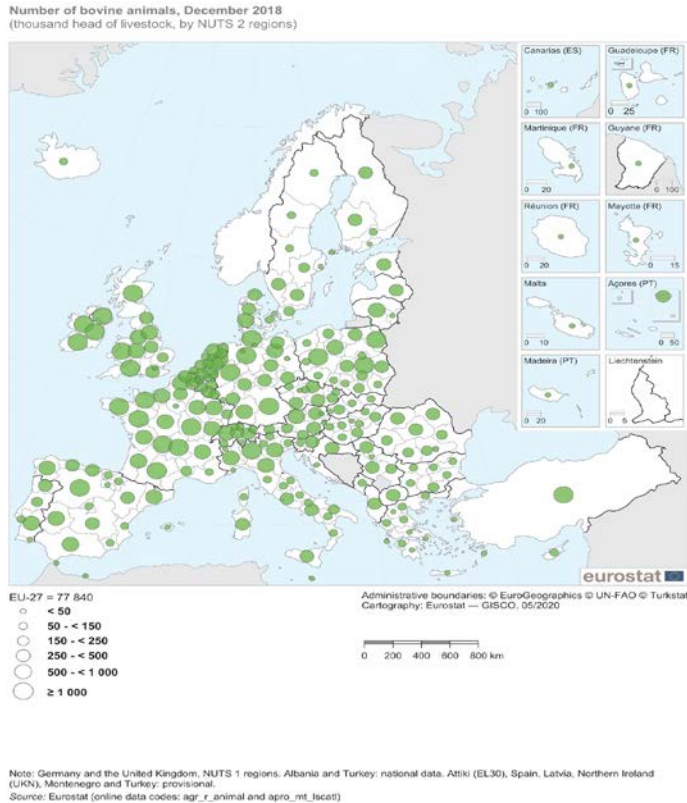 Number of bovine animals, December 2018
(thousand head of livestock, by NUTS 2 regions)
Canarias (ES)
Guadeloupe (FR)
0 100
0 25
Martinique (FR)
Guyane (FR)
0 20
0 100
Réunion (FR)
Mayotte (FR)
0 20
0 15
Malta
Açores (PT)
0 10
0 50
Madeira (PT)
Liechtenstein
0 20
0 5
eurostat
EU-27 = 77 840
< 50
50 - < 150
150 - < 250
250 - < 500
500 - < 1 000
≥ 1 000
Administrative boundaries: © EuroGeographics © UN-FAO © Turkstat
Cartography: Eurostat — GISCO, 05/2020
0 200 400 600 800 km
Note: Germany and the United Kingdom, NUTS 1 regions. Albania and Turkey: national data. Attiki (EL30), Spain, Latvia, Northern Ireland
(UKN), Montenegro and Turkey: provisional.
Source: Eurostat (online data codes: agr_r_animal and apro_mt_lscatl)